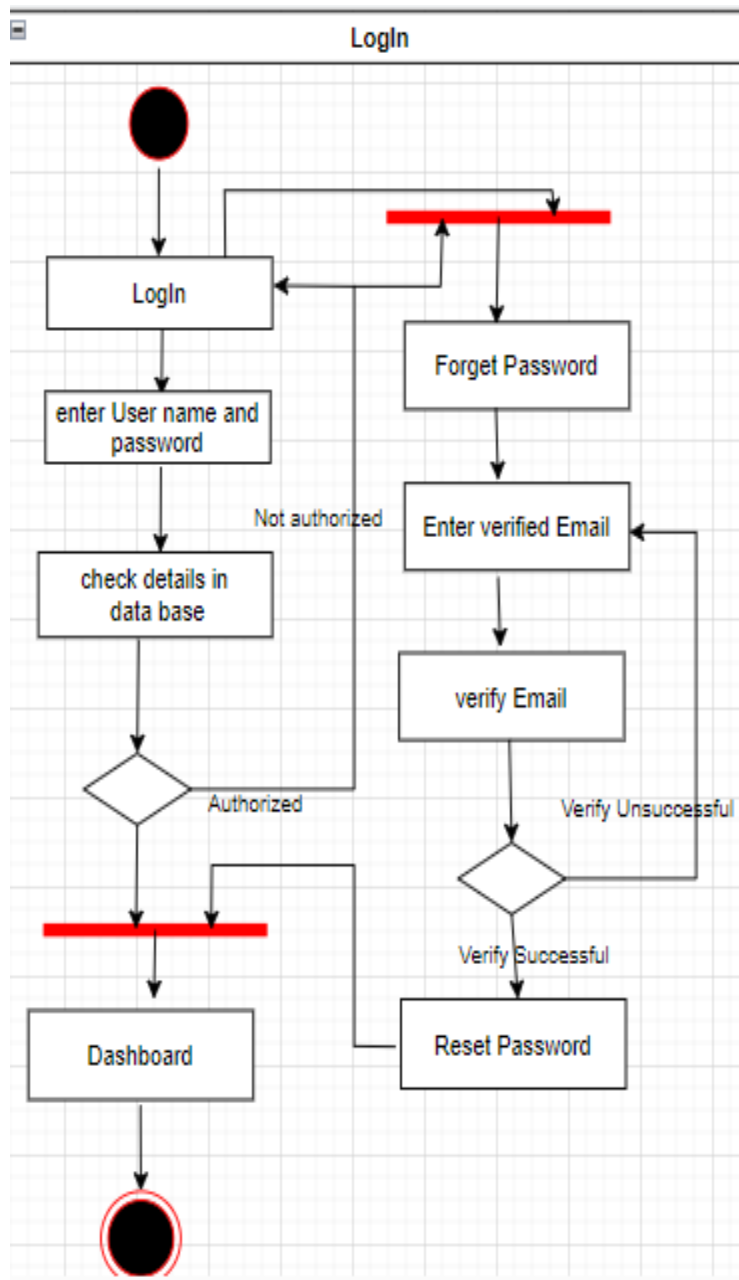 LogIn
LogIn
enter User name and
password
Not authorized
check details in
data base
Authorized
Dashboard
Forget Password
Enter verified Email
verify Email
Verify Unsuccessful
Verify Successful
Reset Password